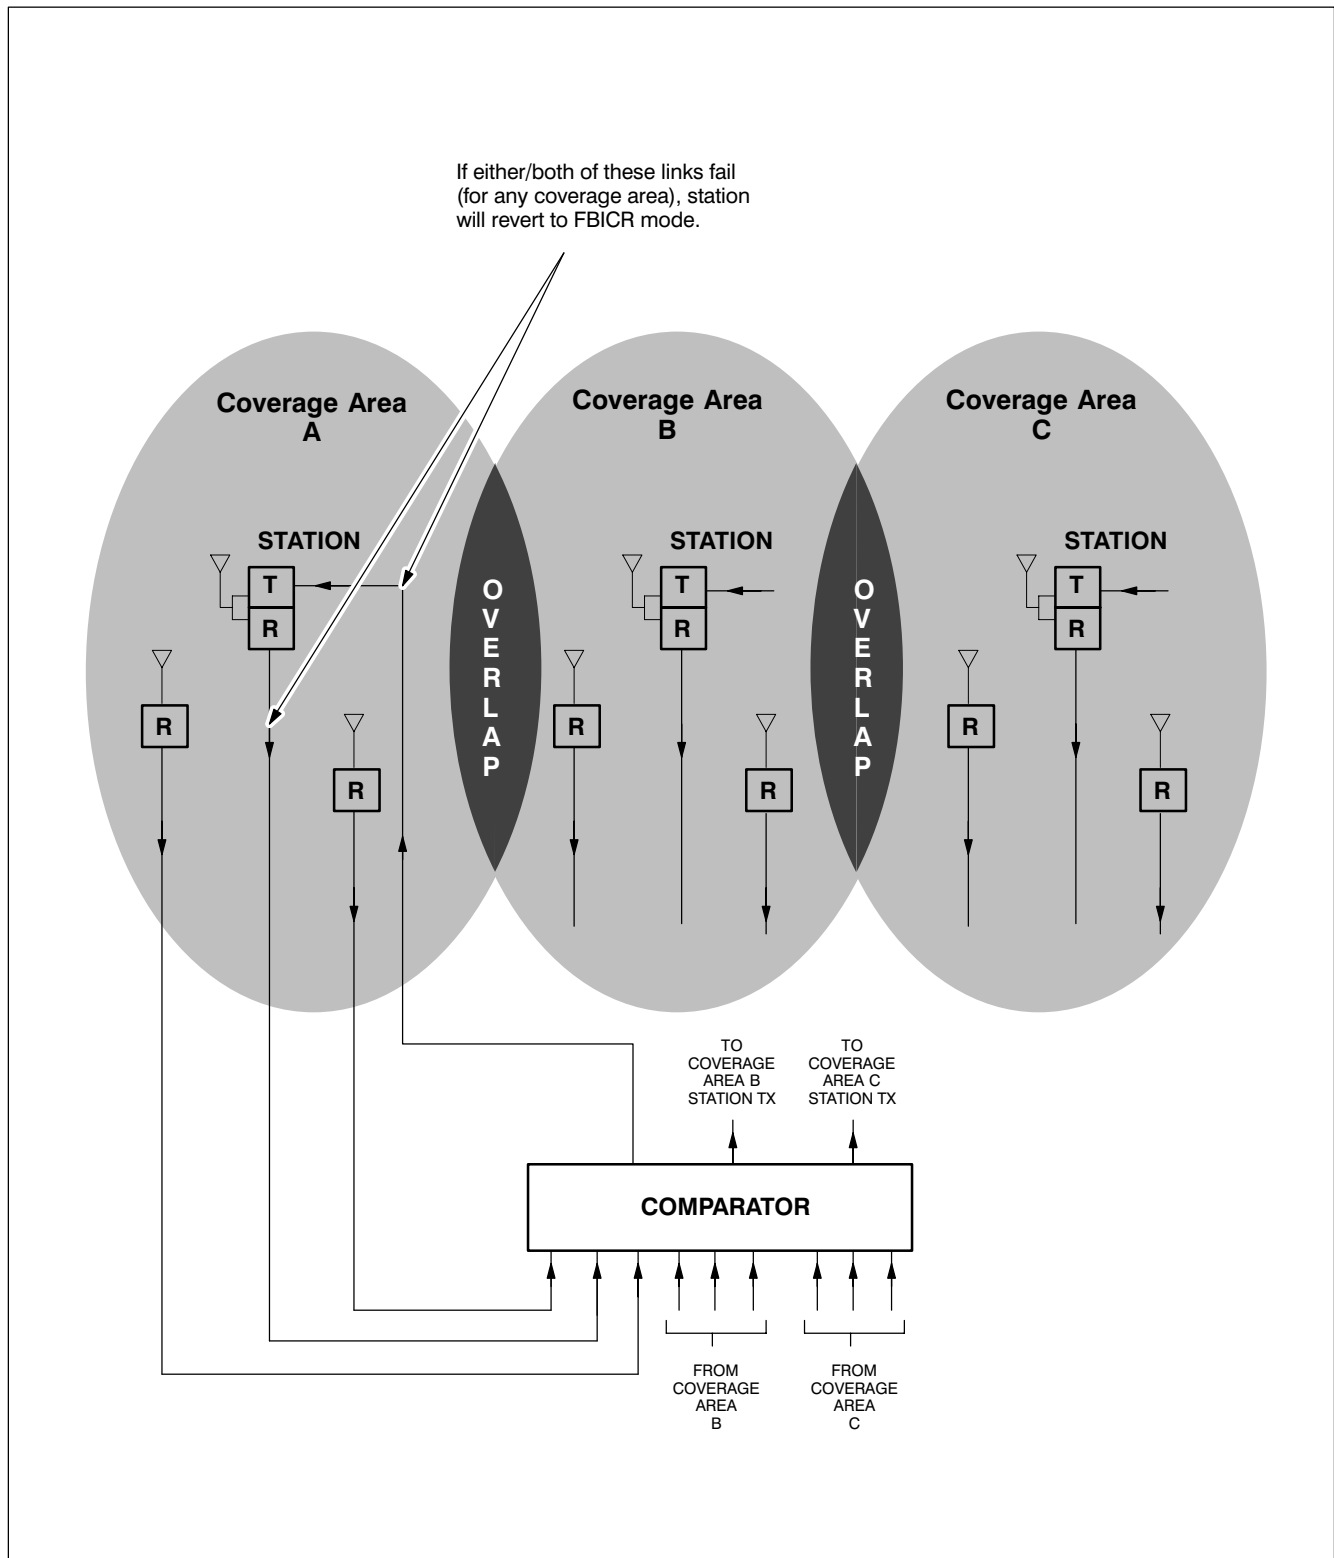 If either/both of these links fail
(for any coverage area), station
will revert to FBICR mode.
Coverage Area
A
Coverage Area
B
Coverage Area
C
STATION
T
R
R
R
OVERLAP
STATION
T
R
R
R
OVERLAP
STATION
T
R
R
R
TO
COVERAGE
AREA B
STATION TX
TO
COVERAGE
AREA C
STATION TX
COMPARATOR
FROM
COVERAGE
AREA
B
FROM
COVERAGE
AREA
C